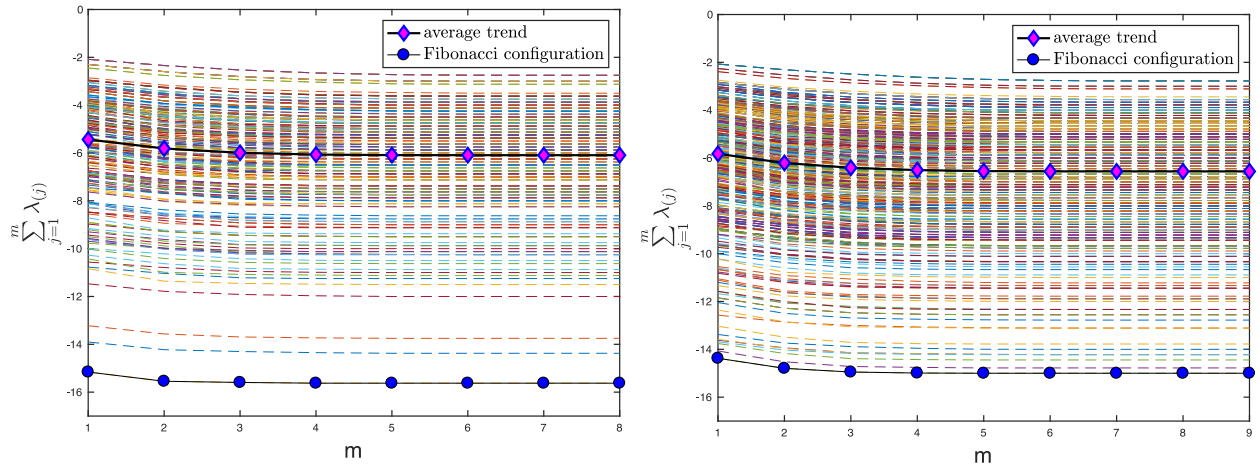 0
-2
-4
-6
-8
-10
-12
-14
-16
average trend
Fibonacci configuration
m
∑ λ(j)
j=1
1 2 3 4 5 6 7 8
m
0
-2
-4
-6
-8
-10
-12
-14
-16
average trend
Fibonacci configuration
m
∑ λ(j)
j=1
1 2 3 4 5 6 7 8 9
m